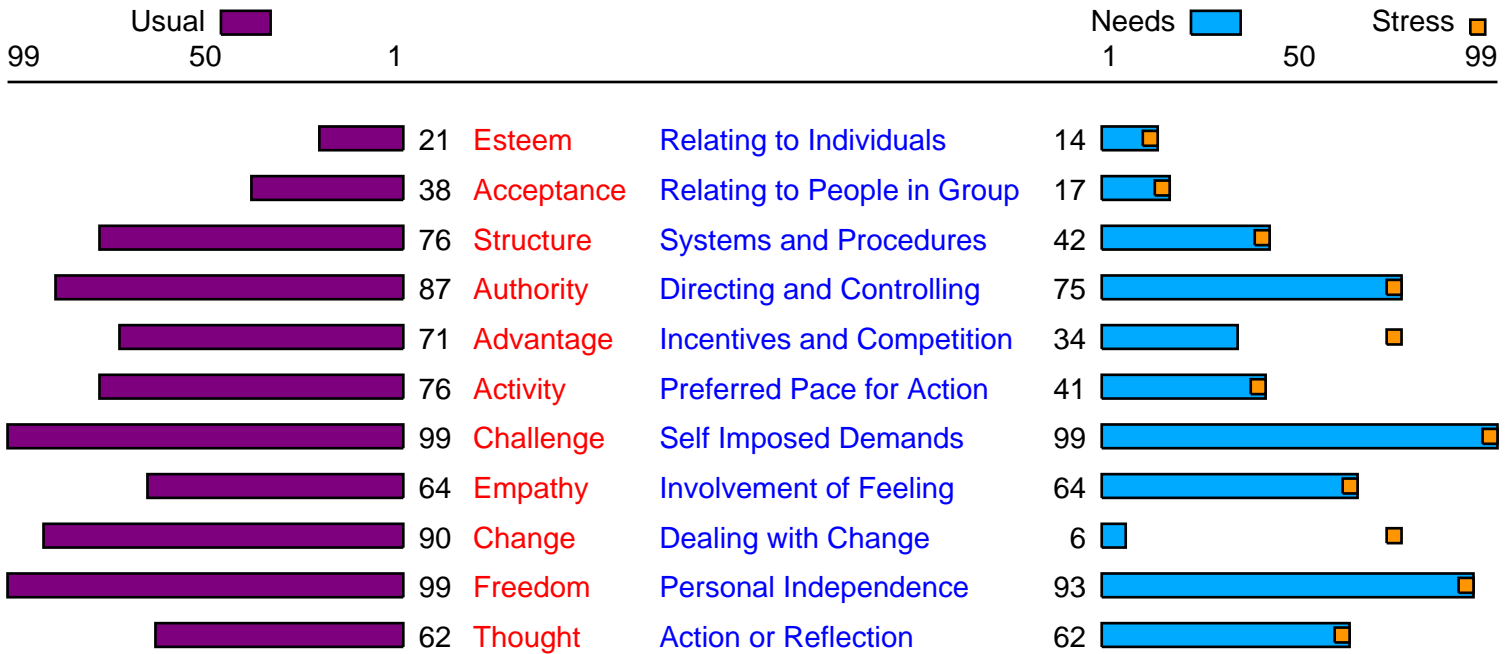 Usual Needs Stress
99 50 1 1 50 99
21 Esteem Relating to Individuals 14
38 Acceptance Relating to People in Group 17
76 Structure Systems and Procedures 42
87 Authority Directing and Controlling 75
71 Advantage Incentives and Competition 34
76 Activity Preferred Pace for Action 41
99 Challenge Self Imposed Demands 99
64 Empathy Involvement of Feeling 64
90 Change Dealing with Change 6
99 Freedom Personal Independence 93
62 Thought Action or Reflection 62